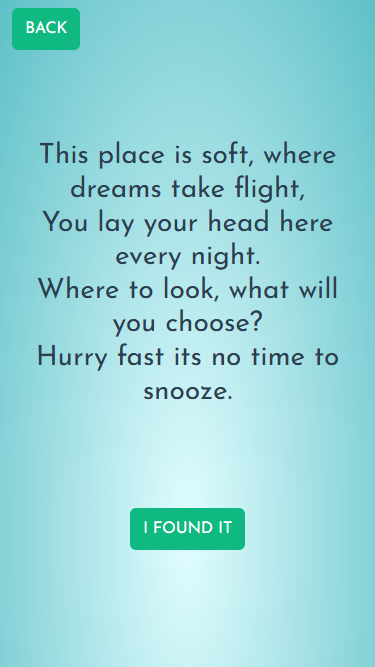 BACK
This place is soft, where
dreams take flight,
You lay your head here
every night.
Where to look, what will
you choose?
Hurry fast its no time to
snooze.
I FOUND IT